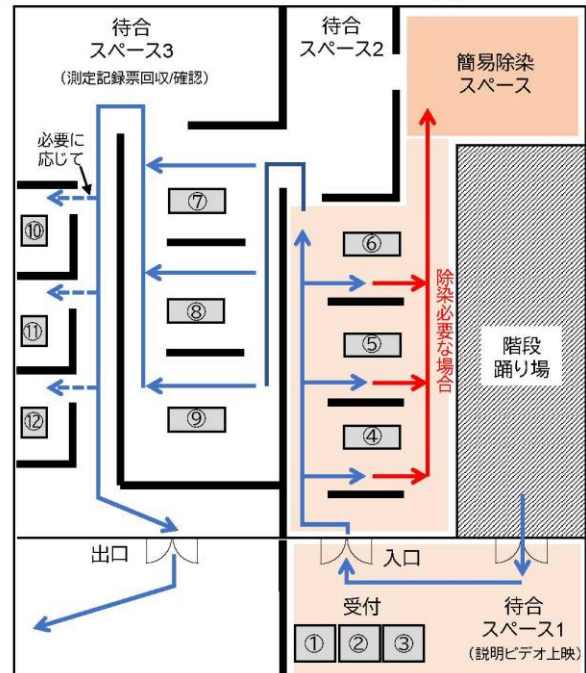 待合
スペース3
（測定記録票回収/確認）
待合
スペース2
簡易除染
スペース
必要に
応じて
⑦
⑧
⑨
⑩
⑪
⑫
⑥
⑤
④
除染必要な場合
階段
踊り場
出口
入口
受付
①
②
③
待合
スペース1
（説明ビデオ上映）